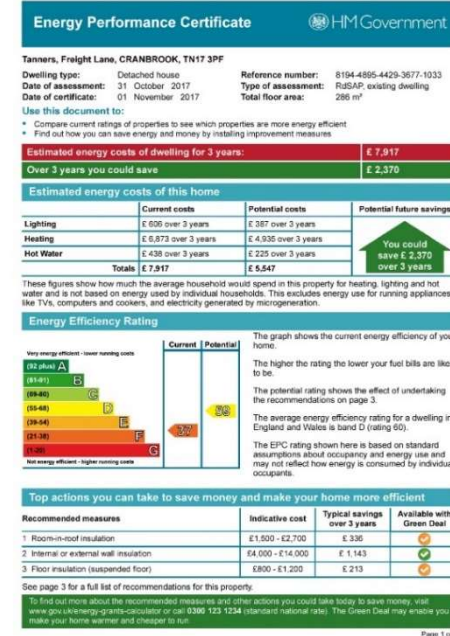 Energy Performance Certificate
HM Government
Tanners, Freight Lane, CRANBROOK, TN17 3PF
Dwelling type: Detached house
Date of assessment: 31 October 2017
Date of certificate: 01 November 2017
Reference number: 8194-4895-4429-3677-1033
Type of assessment: RdSAP, existing dwelling
Total floor area: 286 m²
Use this document to:
• Compare current ratings of properties to see which properties are more energy efficient
• Find out how you can save energy and money by installing improvement measures
Estimated energy costs of dwelling for 3 years: £ 7,917
Over 3 years you could save £ 2,370
Estimated energy costs of this home
Current costs Potential costs Potential future savings
Lighting £ 606 over 3 years £ 387 over 3 years
Heating £ 6,873 over 3 years £ 4,935 over 3 years
Hot Water £ 438 over 3 years £ 225 over 3 years
Totals £ 7,917 £ 5,547
You could
save £ 2,370
over 3 years
These figures show how much the average household would spend in this property for heating, lighting and hot
water and is not based on energy used by individual households. This excludes energy use for running appliances
like TVs, computers and cookers, and electricity generated by microgeneration.
Energy Efficiency Rating
Current Potential
Very energy efficient - lower running costs
(92 plus) A
(81-91) B
(69-80) C
(55-68) D
(39-54) E
(21-38) F
(1-20) G
Not energy efficient - higher running costs
37
The graph shows the current energy efficiency of you
home.
The higher the rating the lower your fuel bills are like
to be.
The potential rating shows the effect of undertaking
the recommendations on page 3.
The average energy efficiency rating for a dwelling in
England and Wales is band D (rating 60).
The EPC rating shown here is based on standard
assumptions about occupancy and energy use and
may not reflect how energy is consumed by individua
occupants.
Top actions you can take to save money and make your home more efficient
Recommended measures Indicative cost Typical savings over 3 years Available with Green Deal
1 Room-in-roof insulation £1,500 - £2,700 £ 336
2 Internal or external wall insulation £4,000 - £14,000 £ 1,143
3 Floor insulation (suspended floor) £800 - £1,200 £ 213
See page 3 for a full list of recommendations for this property.
To find out more about the recommended measures and other actions you could take today to save money, visit
www.gov.uk/energy-grants-calculator or call 0300 123 1234 (standard national rate). The Green Deal may enable you
make your home warmer and cheaper to run.
Page 1 o